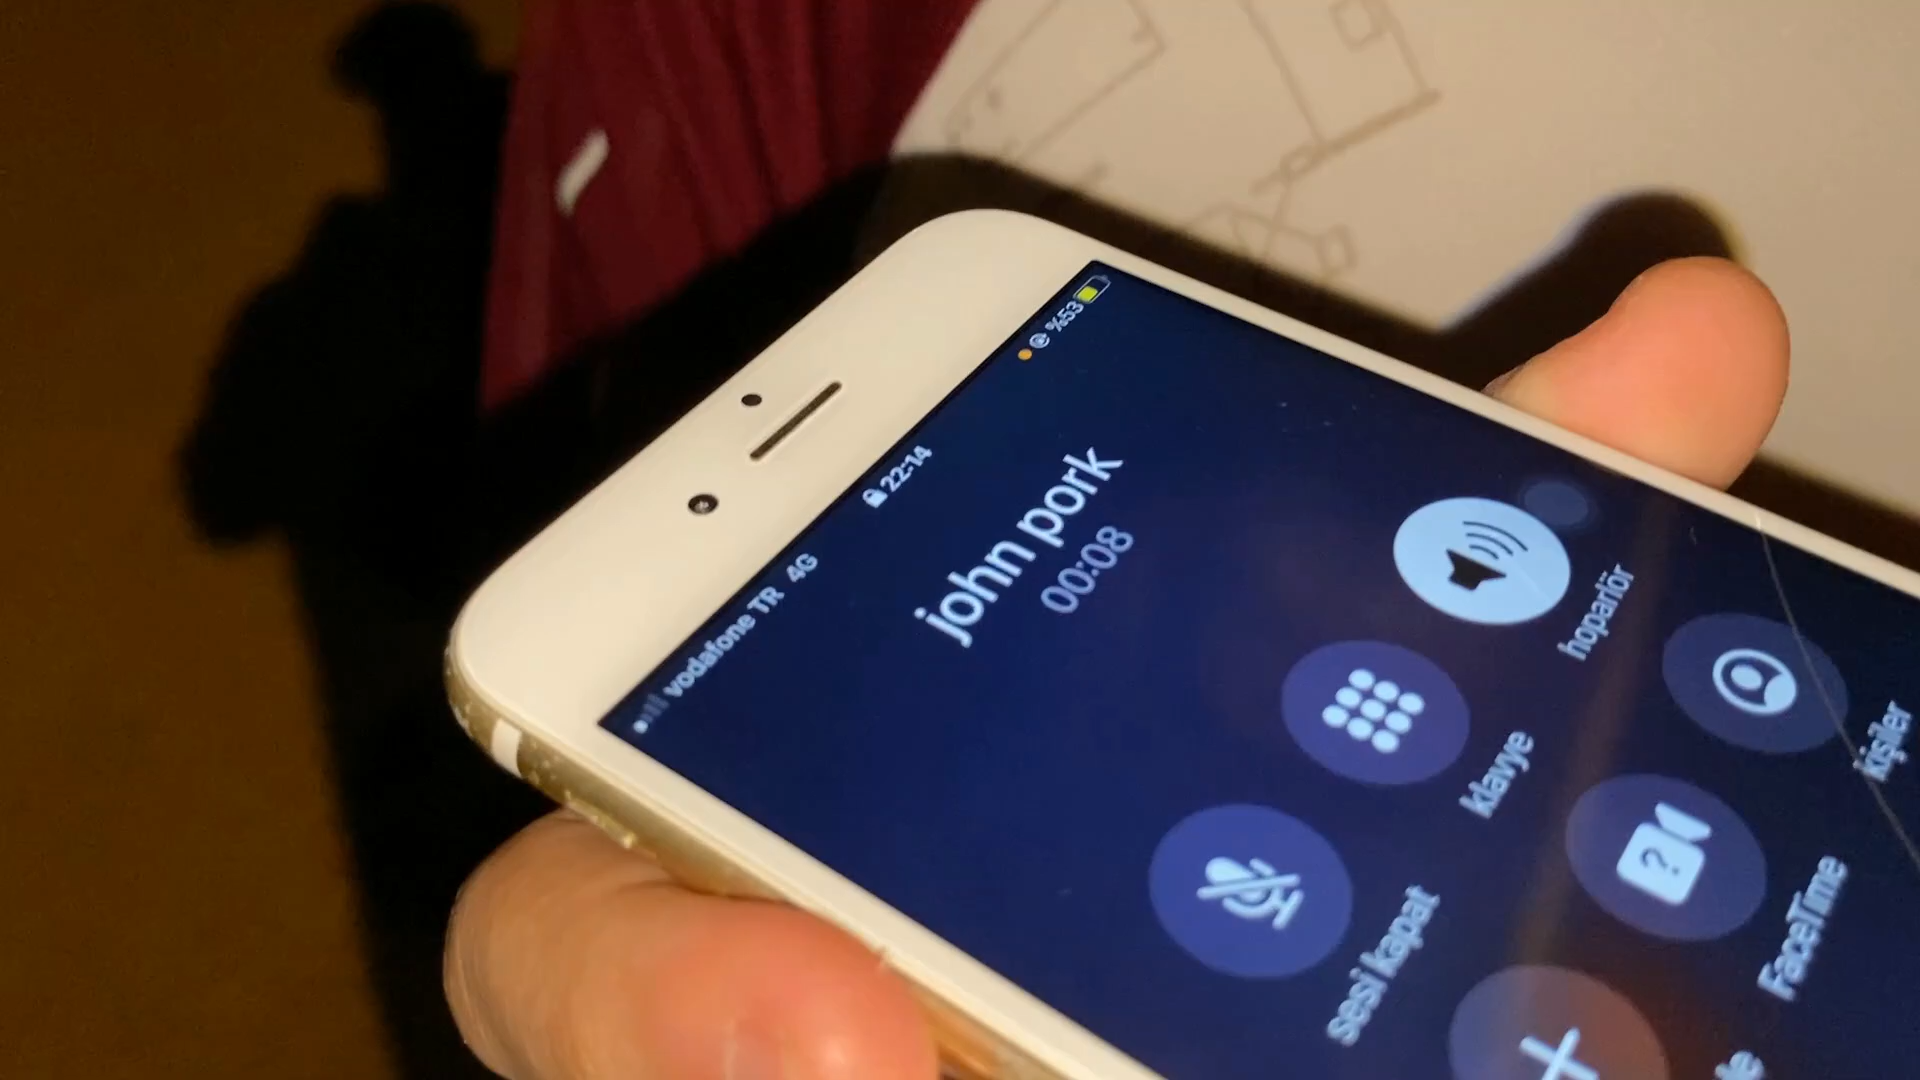 vodafone TR 4G
22:14
@ %53
john pork
00:08
sesi kapat
klavye
hoparlör
FaceTime
kişiler